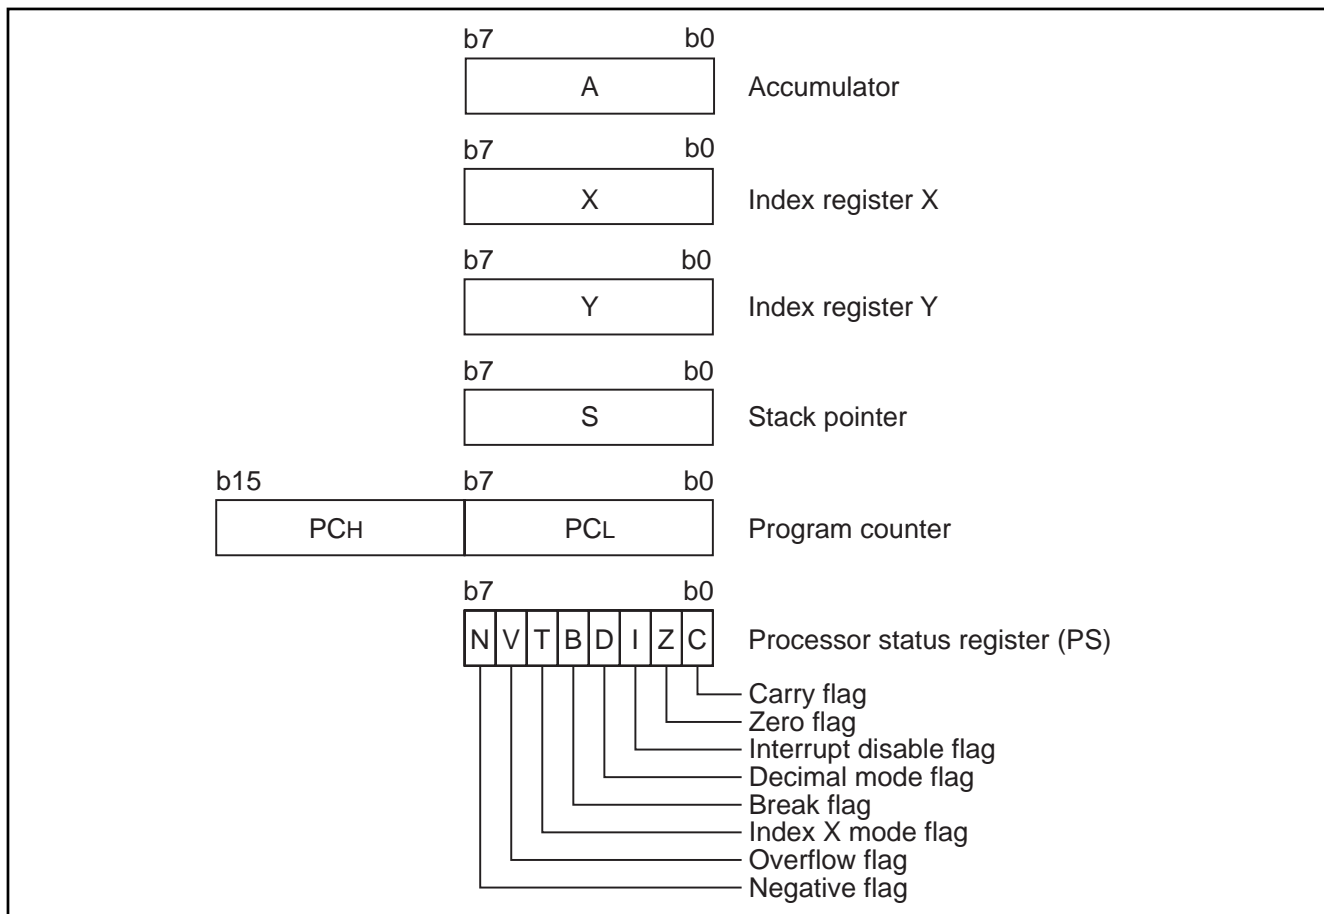 b7 b0
A Accumulator
b7 b0
X Index register X
b7 b0
Y Index register Y
b7 b0
S Stack pointer
b15 b7 b0
PCH PCL Program counter
b7 b0
N V T B D I Z C Processor status register (PS)
Carry flag
Zero flag
Interrupt disable flag
Decimal mode flag
Break flag
Index X mode flag
Overflow flag
Negative flag